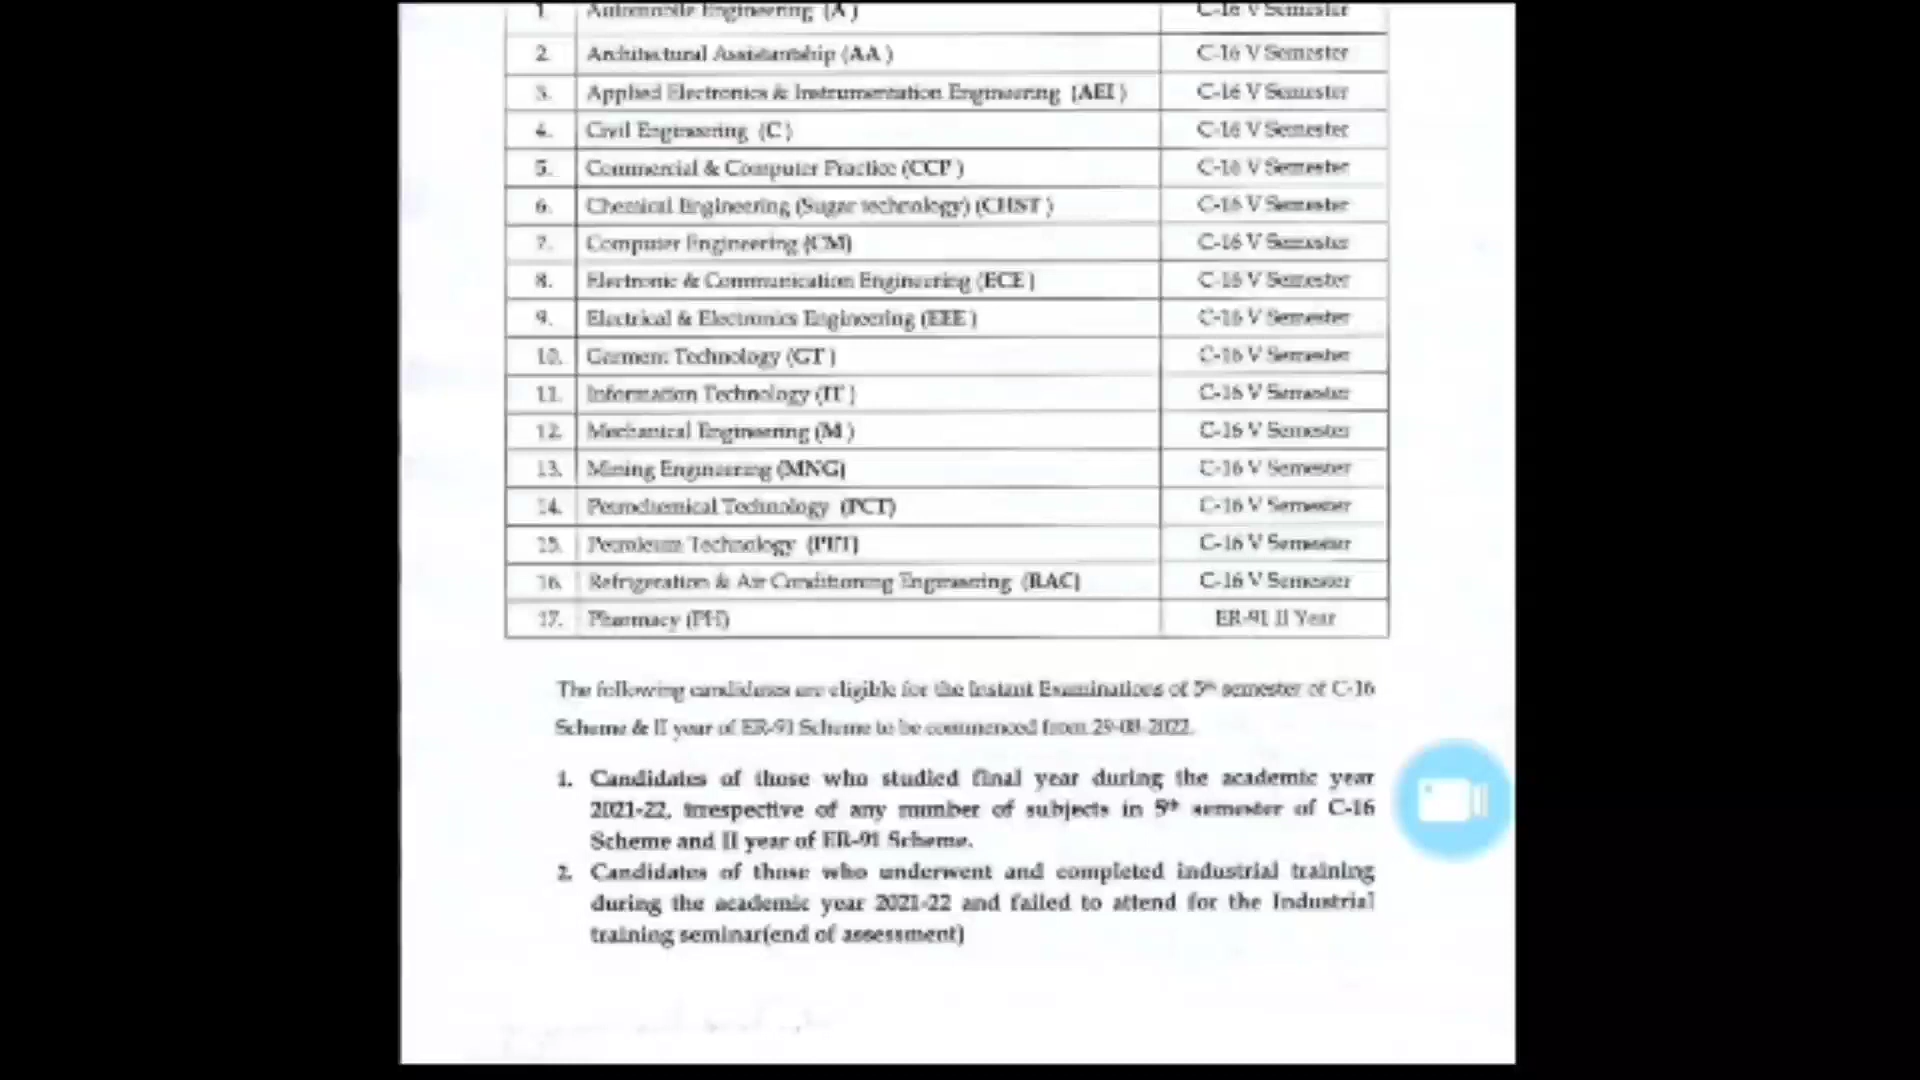 1. Automobile Engineering (A) C-16 V Semester
2. Architectural Assistantship (AA ) C-16 V Semester
3. Applied Electronics & Instrumentation Engineering (AEI ) C-16 V Semester
4. Civil Engineering (C ) C-16 V Semester
5. Commercial & Computer Practice (CCP ) C-16 V Semester
6. Chemical Engineering (Sugar technology) (CHST ) C-16 V Semester
7. Computer Engineering (CM) C-16 V Semester
8. Electronic & Communication Engineering (ECE ) C-16 V Semester
9. Electrical & Electronics Engineering (EEE ) C-16 V Semester
10. Garment Technology (GT ) C-16 V Semester
11. Information Technology (IT ) C-16 V Semester
12. Mechanical Engineering (M ) C-16 V Semester
13. Mining Engineering (MNG) C-16 V Semester
14. Petrochemical Technology (PCT) C-16 V Semester
15. Petroleum Technology (PET) C-16 V Semester
16. Refrigeration & Air Conditioning Engineering (RAC) C-16 V Semester
17. Pharmacy (PH) ER-91 II Year
The following candidates are eligible for the Instant Examinations of 5th semester of C-16
Scheme & II year of ER-91 Scheme to be commenced from 29-08-2022.
1. Candidates of those who studied final year during the academic year
2021-22, irrespective of any number of subjects in 5th semester of C-16
Scheme and II year of ER-91 Scheme.
2. Candidates of those who underwent and completed industrial training
during the academic year 2021-22 and failed to attend for the Industrial
training seminar(end of assessment)